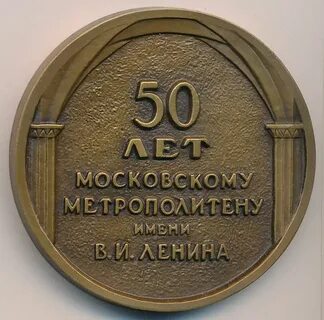 50
ЛЕТ
МОСКОВСКОМУ
МЕТРОПОЛИТЕНУ
ИМЕНИ
В.И. ЛЕНИНА